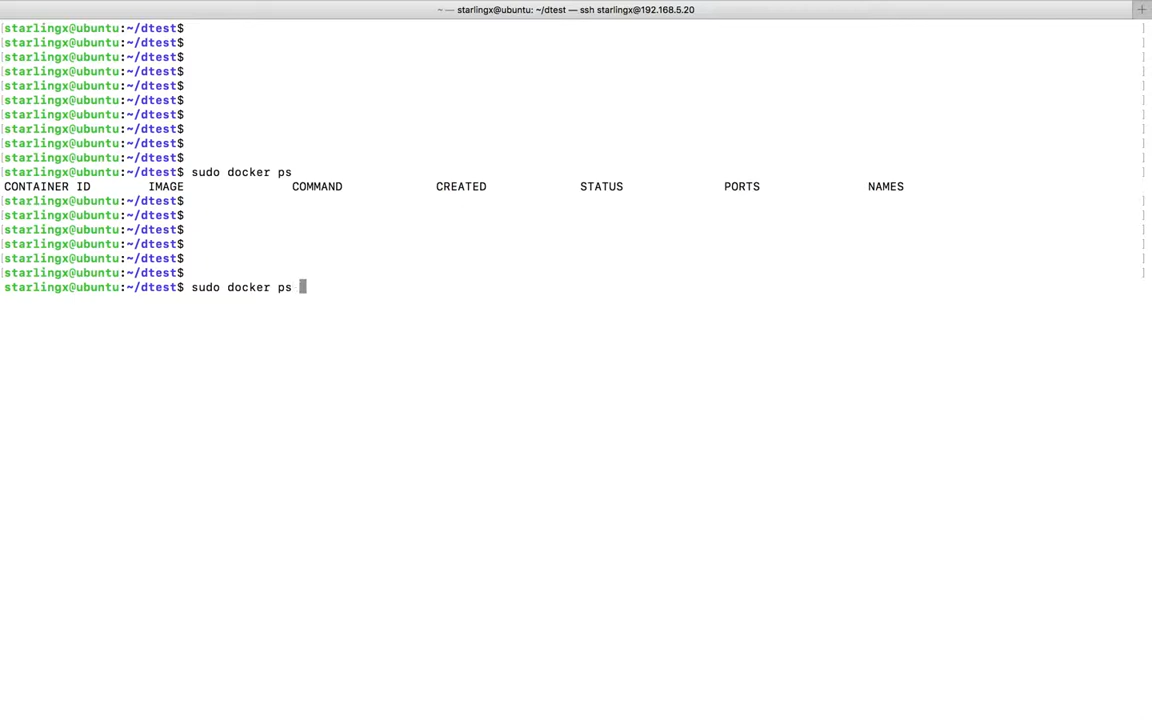 ~ — starlingx@ubuntu: ~/dtest — ssh starlingx@192.168.5.20
starlingx@ubuntu:~/dtest$
starlingx@ubuntu:~/dtest$
starlingx@ubuntu:~/dtest$
starlingx@ubuntu:~/dtest$
starlingx@ubuntu:~/dtest$
starlingx@ubuntu:~/dtest$
starlingx@ubuntu:~/dtest$
starlingx@ubuntu:~/dtest$
starlingx@ubuntu:~/dtest$
starlingx@ubuntu:~/dtest$
starlingx@ubuntu:~/dtest$ sudo docker ps
CONTAINER ID IMAGE COMMAND CREATED STATUS PORTS NAMES
starlingx@ubuntu:~/dtest$
starlingx@ubuntu:~/dtest$
starlingx@ubuntu:~/dtest$
starlingx@ubuntu:~/dtest$
starlingx@ubuntu:~/dtest$
starlingx@ubuntu:~/dtest$
starlingx@ubuntu:~/dtest$ sudo docker ps